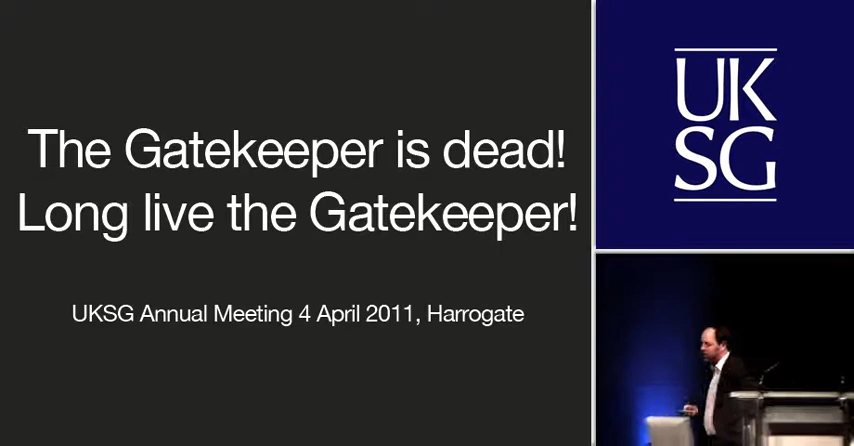 The Gatekeeper is dead!
Long live the Gatekeeper!
UKSG Annual Meeting 4 April 2011, Harrogate
UK
SG